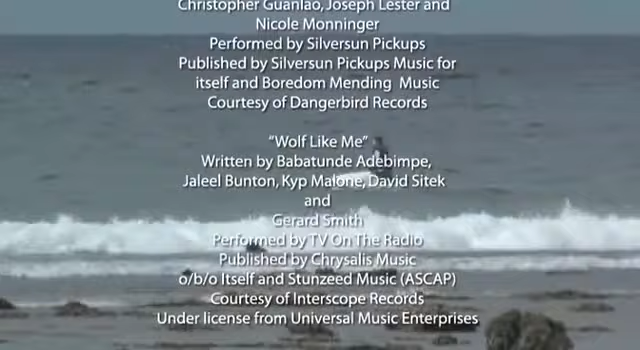 Christopher Guanlao, Joseph Lester and
Nicole Monninger
Performed by Silversun Pickups
Published by Silversun Pickups Music for
itself and Boredom Mending Music
Courtesy of Dangerbird Records
“Wolf Like Me”
Written by Babatunde Adebimpe,
Jaleel Bunton, Kyp Malone, David Sitek
and
Gerard Smith
Performed by TV On The Radio
Published by Chrysalis Music
o/b/o Itself and Stunzeed Music (ASCAP)
Courtesy of Interscope Records
Under license from Universal Music Enterprises